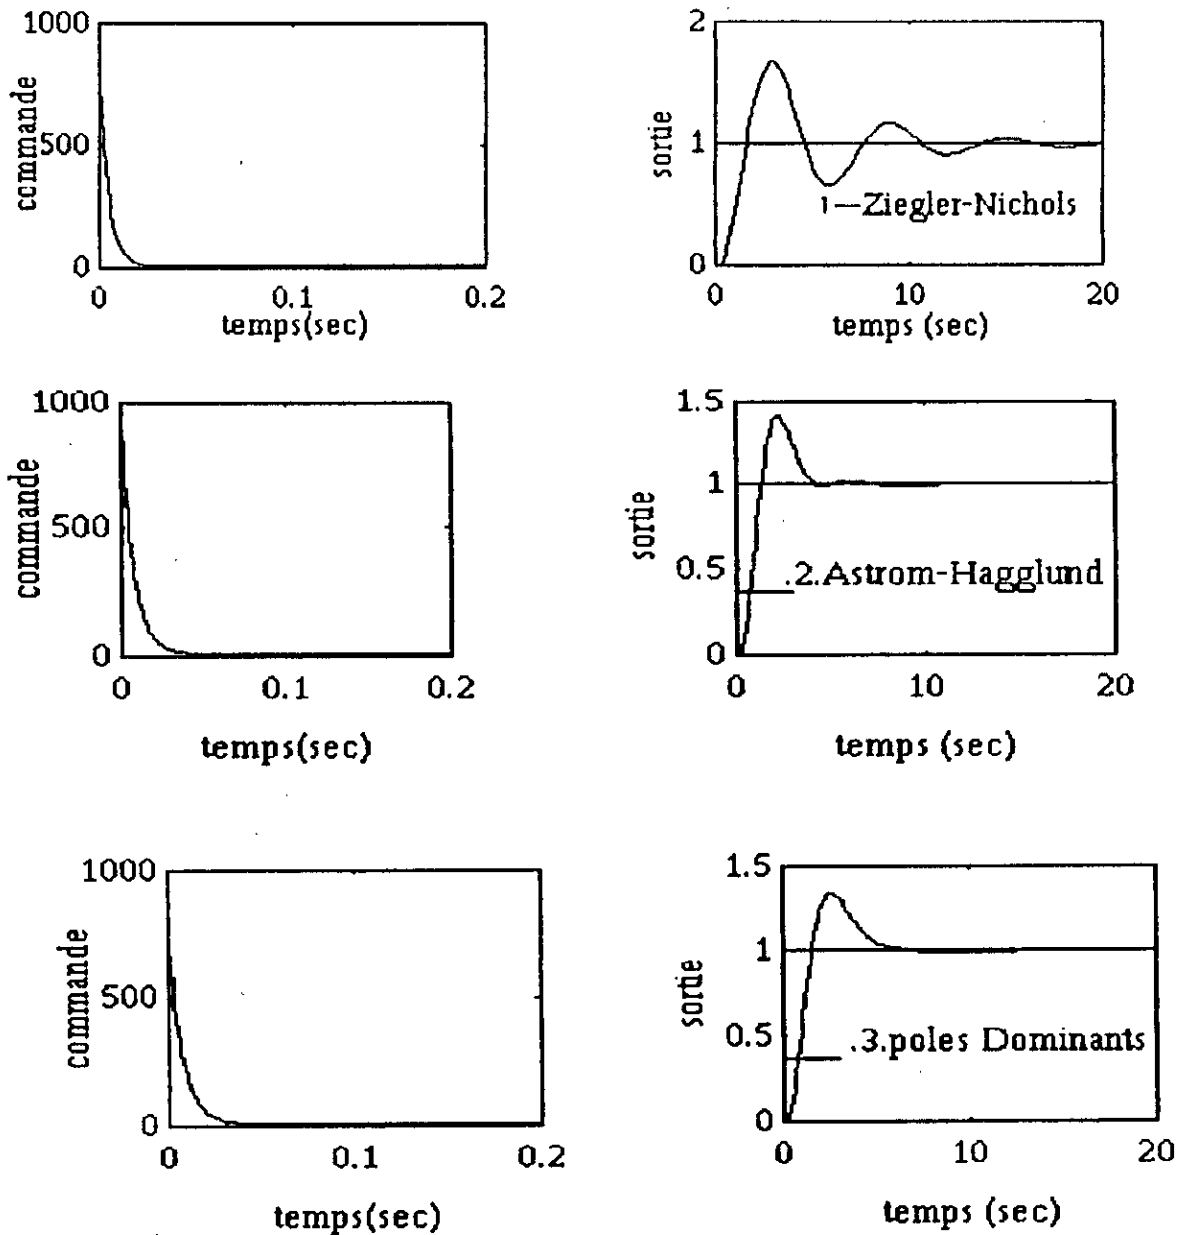 1000
500
0
commande
0 0.1 0.2
temps(sec)
2
1
0
sortie
1—Ziegler-Nichols
0 10 20
temps (sec)
1000
500
0
commande
0 0.1 0.2
temps(sec)
1.5
1
0.5
0
sortie
.2.Astrom-Hagglund
0 10 20
temps (sec)
1000
500
0
commande
0 0.1 0.2
temps(sec)
1.5
1
0.5
0
sortie
.3.poles Dominants
0 10 20
temps (sec)